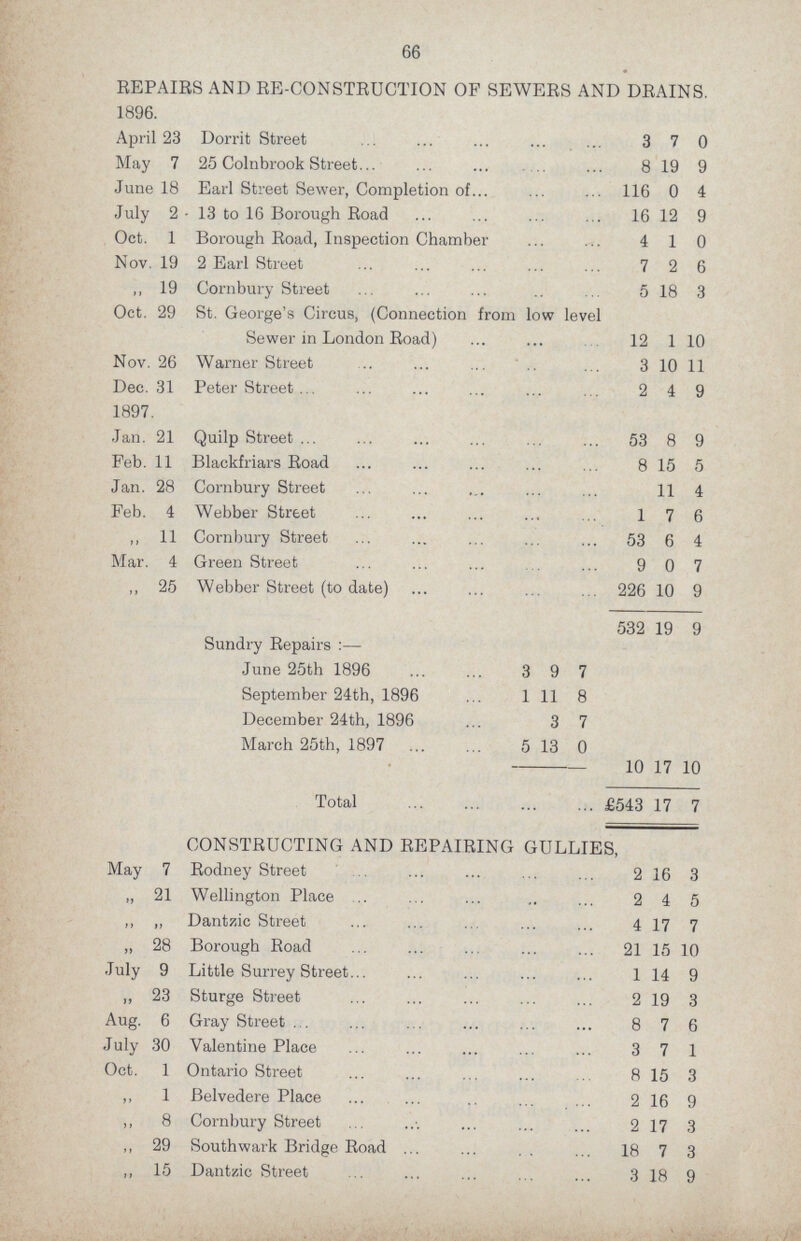 66
REPAIRS AND RE-CONSTRUCTION OF SEWERS AND DRAINS.
1896.
April 23 Dorrit Street ... ... ... ... ... 3 7 0
May 7 25 Colnbrook Street... ... ... ... ... 8 19 9
June 18 Earl Street Sewer, Completion of... ... ... 116 0 4
July 2 - 13 to 16 Borough Road ... ... ... ... 16 12 9
Oct. 1 Borough Road, Inspection Chamber ... ... 4 1 0
Nov. 19 2 Earl Street ... ... ... ... ... 7 2 6
,, 19 Cornbury Street ... ... ... ... ... 5 18 3
Oct. 29 St. George's Circus, (Connection from low level
Sewer in London Road) ... ... ... 12 1 10
Nov. 26 Warner Street ... ... ... ... ... 3 10 11
Dec. 31 Peter Street ... ... ... ... ... ... 2 4 9
1897.
Jan. 21 Quilp Street ... ... ... ... ... ... 53 8 9
Feb. 11 Blackfriars Road ... ... ... ... ... 8 15 5
Jan. 28 Cornbury Street ... ... ... ... ... 11 4
Feb. 4 Webber Street ... ... ... ... ... 1 7 6
,, 11 Cornbury Street ... ... ... ... ... 53 6 4
Mar. 4 Green Street ... ... ... ... ... 9 0 7
,, 25 Webber Street (to date) ... ... ... ... 226 10 9
532 19 9
Sundry Repairs :—
June 25th 1896 ... ... 3 9 7
September 24th, 1896 ... 1 11 8
December 24th, 1896 ... 3 7
March 25th, 1897 ... ... 5 13 0
10 17 10
Total ... ... ... ... £543 17 7
CONSTRUCTING AND REPAIRING GULLIES,
May 7 Rodney Street ... ... ... ... ... 2 16 3
„ 21 Wellington Place ... ... ... ... ... 2 4 5
,, „ Dantzic Street ... ... ... ... ... 4 17 7
„ 28 Borough Road ... ... ... ... ... 21 15 10
July 9 Little Surrey Street... ... ... ... ... 1 14 9
„ 23 Sturge Street ... ... ... ... ... 2 19 3
Aug. 6 Gray Street ... ... ... ... ... ... 8 7 6
July 30 Valentine Place ... ... ... ... ... 3 7 1
Oct. 1 Ontario Street ... ... ... ... ... 8 15 3
,, 1 Belvedere Place ... ... ... ... ... 2 16 9
,, 8 Cornbury Street ... ... ... ... ... 2 17 3
,, 29 Southwark Bridge Road ... ... ... ... 18 7 3
,, 15 Dantzic Street ... ... ... ... ... 3 18 9